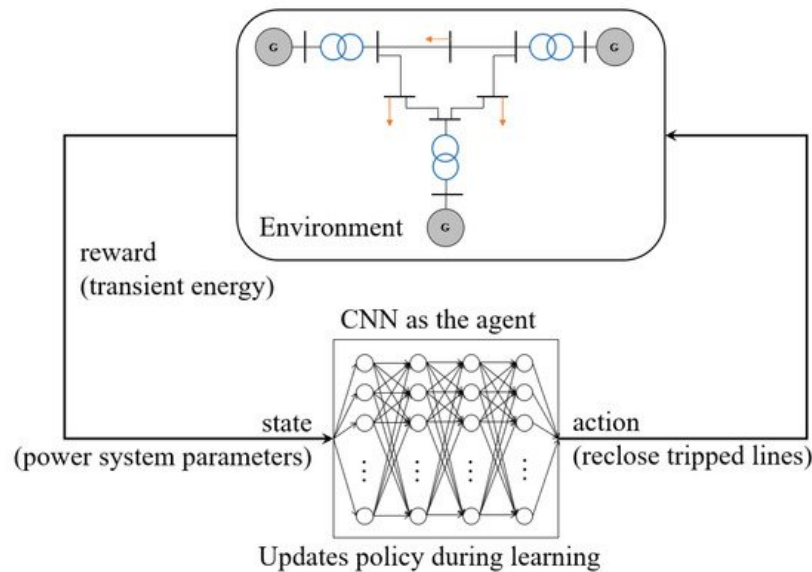 G
G
G
Environment
reward
(transient energy)
CNN as the agent
state
action
(power system parameters)
(reclose tripped lines)
Updates policy during learning